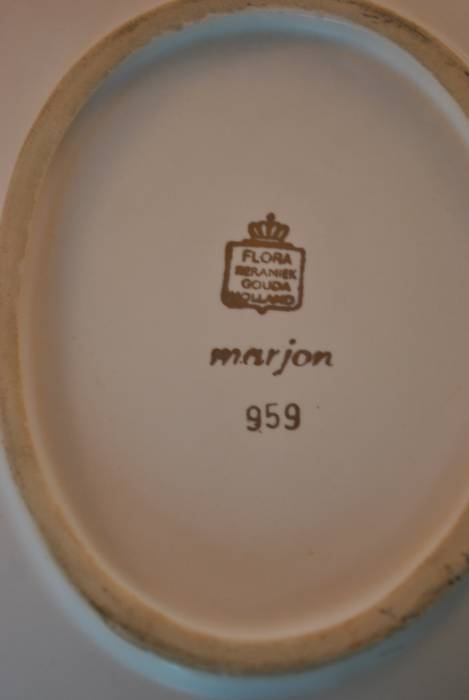 FLORA
KERAMIEK
GOUDA
HOLLAND
marjon
959